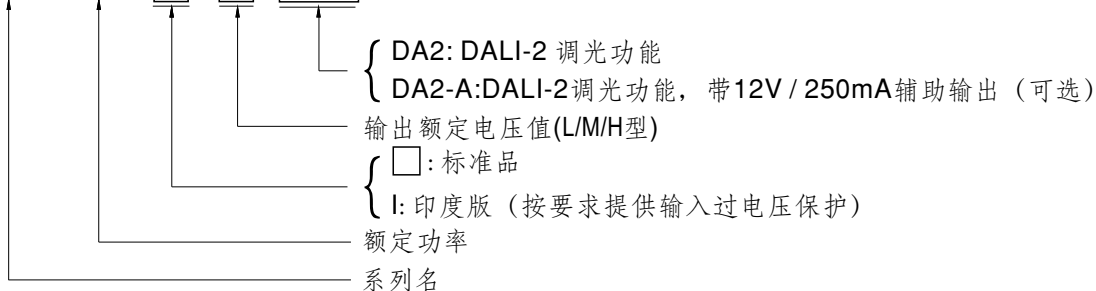 DA2: DALI-2 调光功能
DA2-A:DALI-2调光功能，带12V / 250mA辅助输出（可选）
输出额定电压值(L/M/H型)
□:标准品
I: 印度版（按要求提供输入过电压保护）
额定功率
系列名